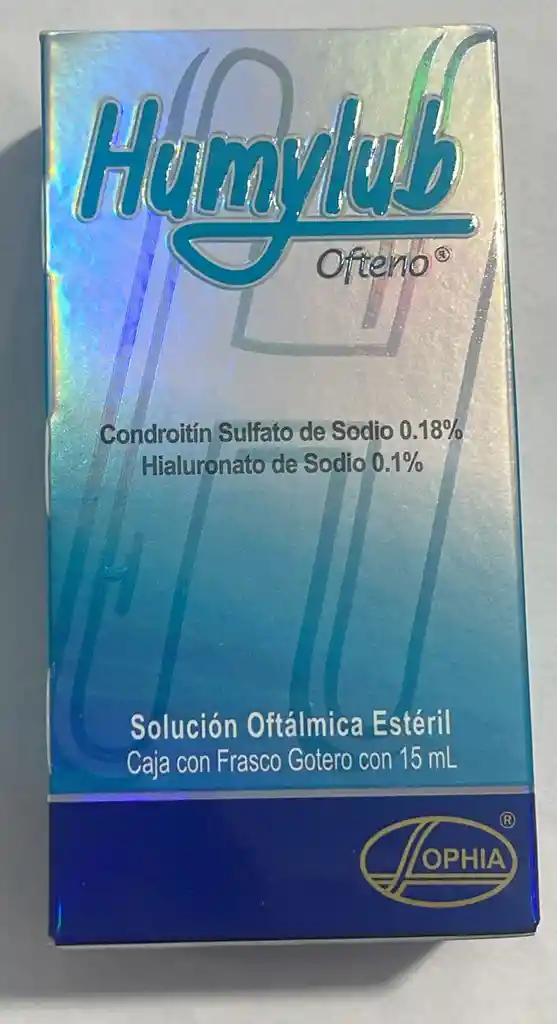 Humylub
Ofteno®
Condroitín Sulfato de Sodio 0.18%
Hialuronato de Sodio 0.1%
Solución Oftálmica Estéril
Caja con Frasco Gotero con 15 mL
SOPHIA®